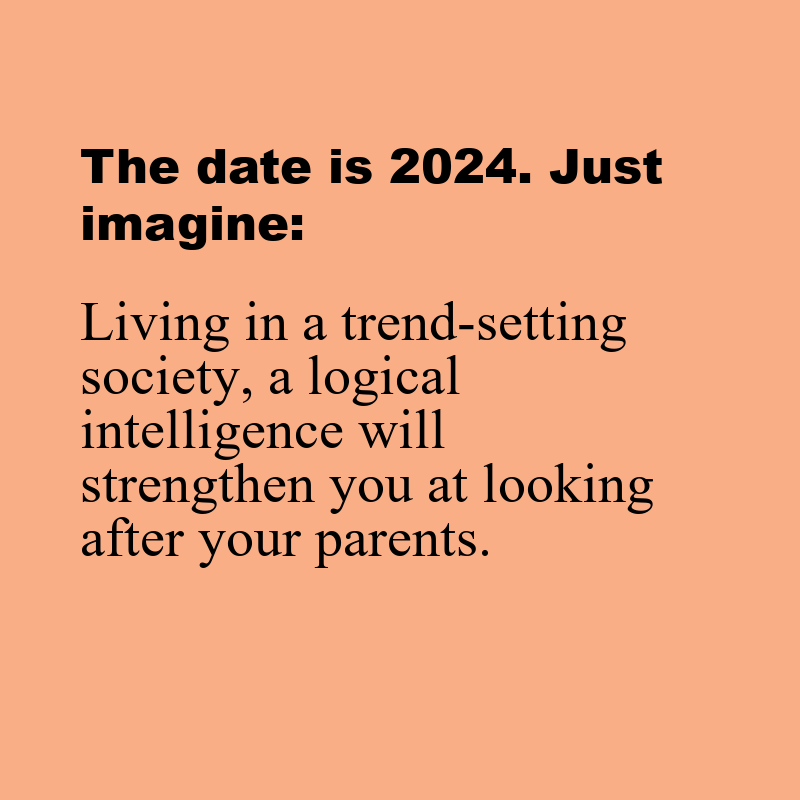 The date is 2024. Just
imagine:
Living in a trend-setting
society, a logical
intelligence will
strengthen you at looking
after your parents.